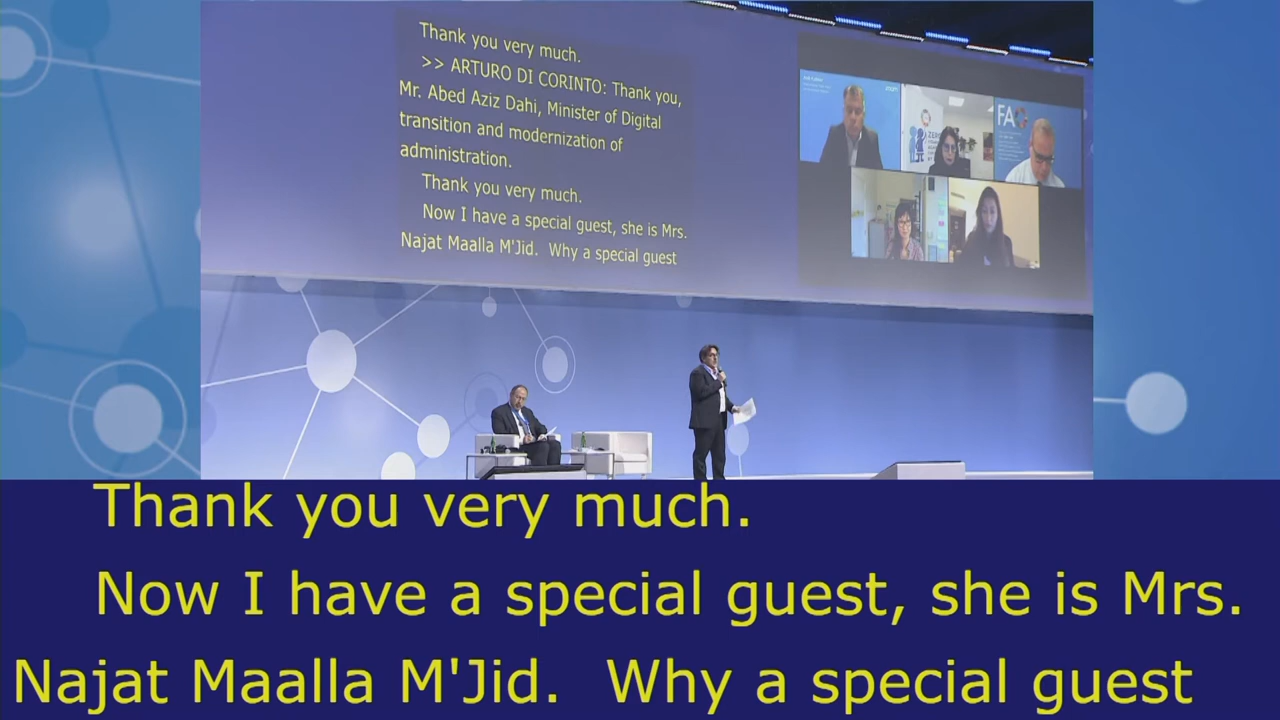 Thank you very much.
>> ARTURO DI CORINTO: Thank you,
Mr. Abed Aziz Dahi, Minister of Digital
transition and modernization of
administration.
Thank you very much.
Now I have a special guest, she is Mrs.
Najat Maalla M'Jid.  Why a special guest
FAO
ZERO
Thank you very much.
Now I have a special guest, she is Mrs.
Najat Maalla M'Jid.  Why a special guest